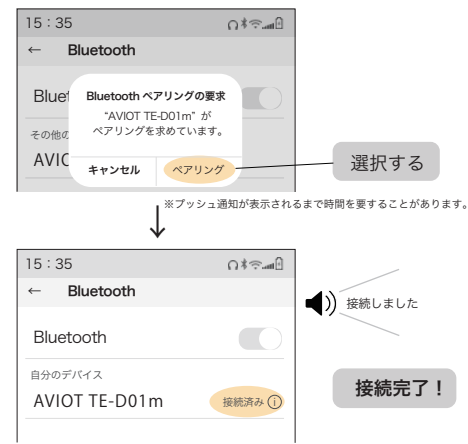 15：35
← Bluetooth
Bluet
Bluetooth ペアリングの要求
“AVIOT TE-D01m” が
ペアリングを求めています。
その他の
AVIC
キャンセル
ペアリング
選択する
※プッシュ通知が表示されるまで時間を要することがあります。
↓
15：35
← Bluetooth
Bluetooth
接続しました
自分のデバイス
AVIOT TE-D01m
接続済み ⓘ
接続完了！